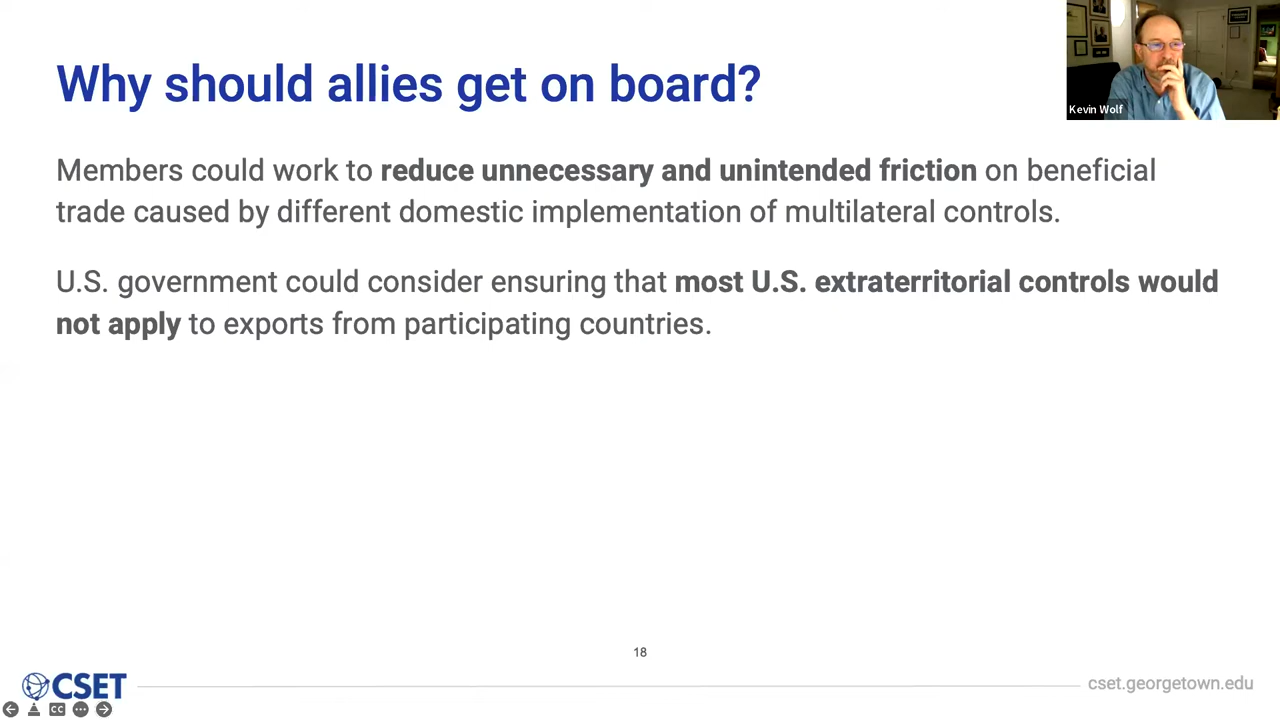 Why should allies get on board?
Kevin Wolf
Members could work to reduce unnecessary and unintended friction on beneficial
trade caused by different domestic implementation of multilateral controls.
U.S. government could consider ensuring that most U.S. extraterritorial controls would
not apply to exports from participating countries.
18
CSET
cset.georgetown.edu
CC